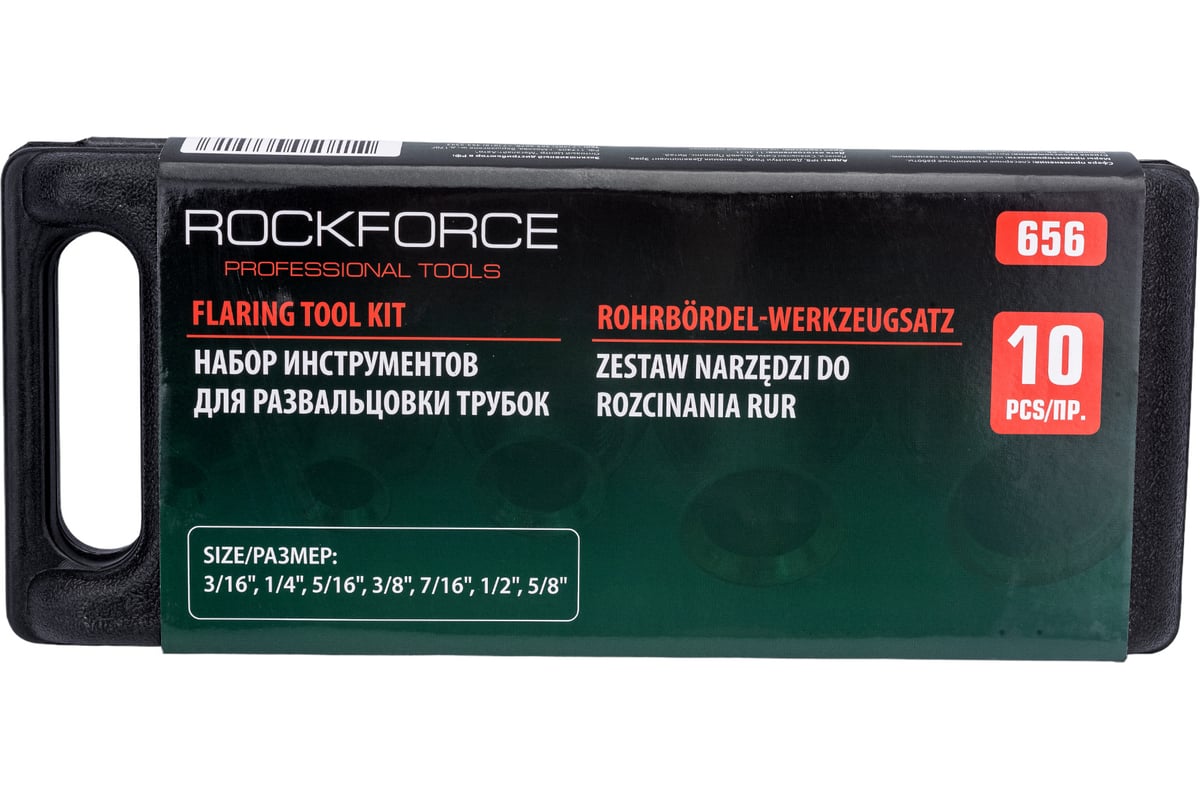 ROCKFORCE
PROFESSIONAL TOOLS
656
FLARING TOOL KIT
НАБОР ИНСТРУМЕНТОВ
ДЛЯ РАЗВАЛЬЦОВКИ ТРУБОК
ROHRBÖRDEL-WERKZEUGSATZ
ZESTAW NARZĘDZI DO
ROZCINANIA RUR
10
PCS/ПР.
SIZE/РАЗМЕР:
3/16", 1/4", 5/16", 3/8", 7/16", 1/2", 5/8"